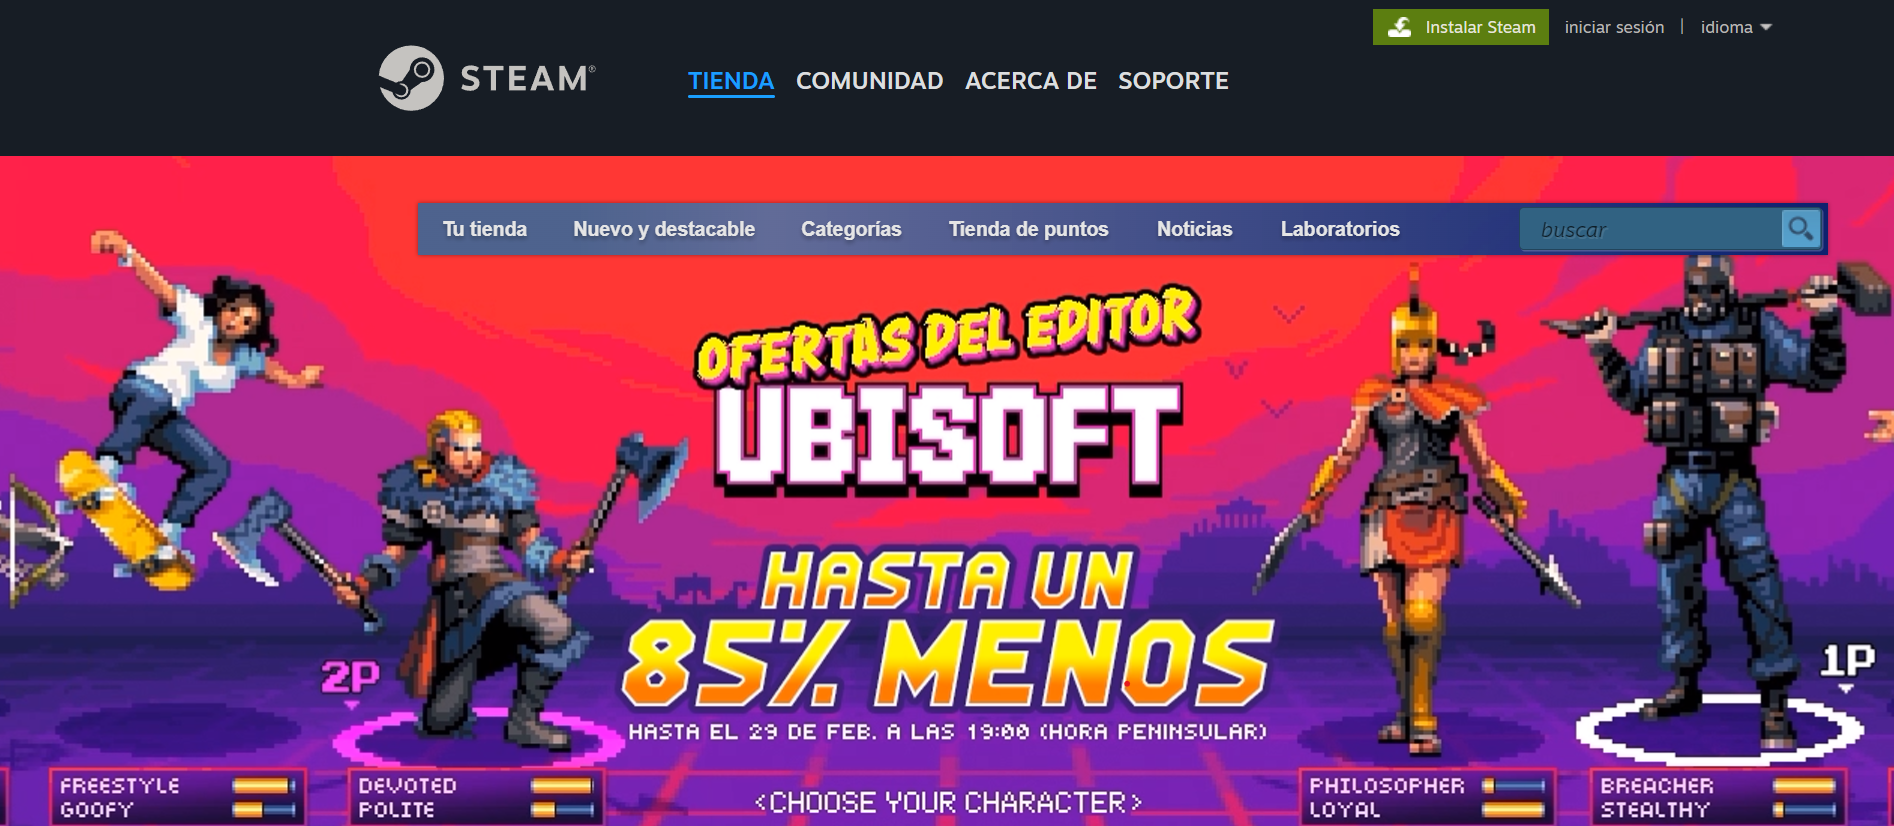 Instalar Steam iniciar sesión | idioma
STEAM®
TIENDA COMUNIDAD ACERCA DE SOPORTE
Tu tienda Nuevo y destacable Categorías Tienda de puntos Noticias Laboratorios buscar
OFERTAS DEL EDITOR
UBISOFT
HASTA UN
85% MENOS
HASTA EL 29 DE FEB. A LAS 19:00 (HORA PENINSULAR)
2P
1P
FREESTYLE
GOOFY
DEVOTED
POLITE
<CHOOSE YOUR CHARACTER>
PHILOSOPHER
LOYAL
BREACHER
STEALTHY